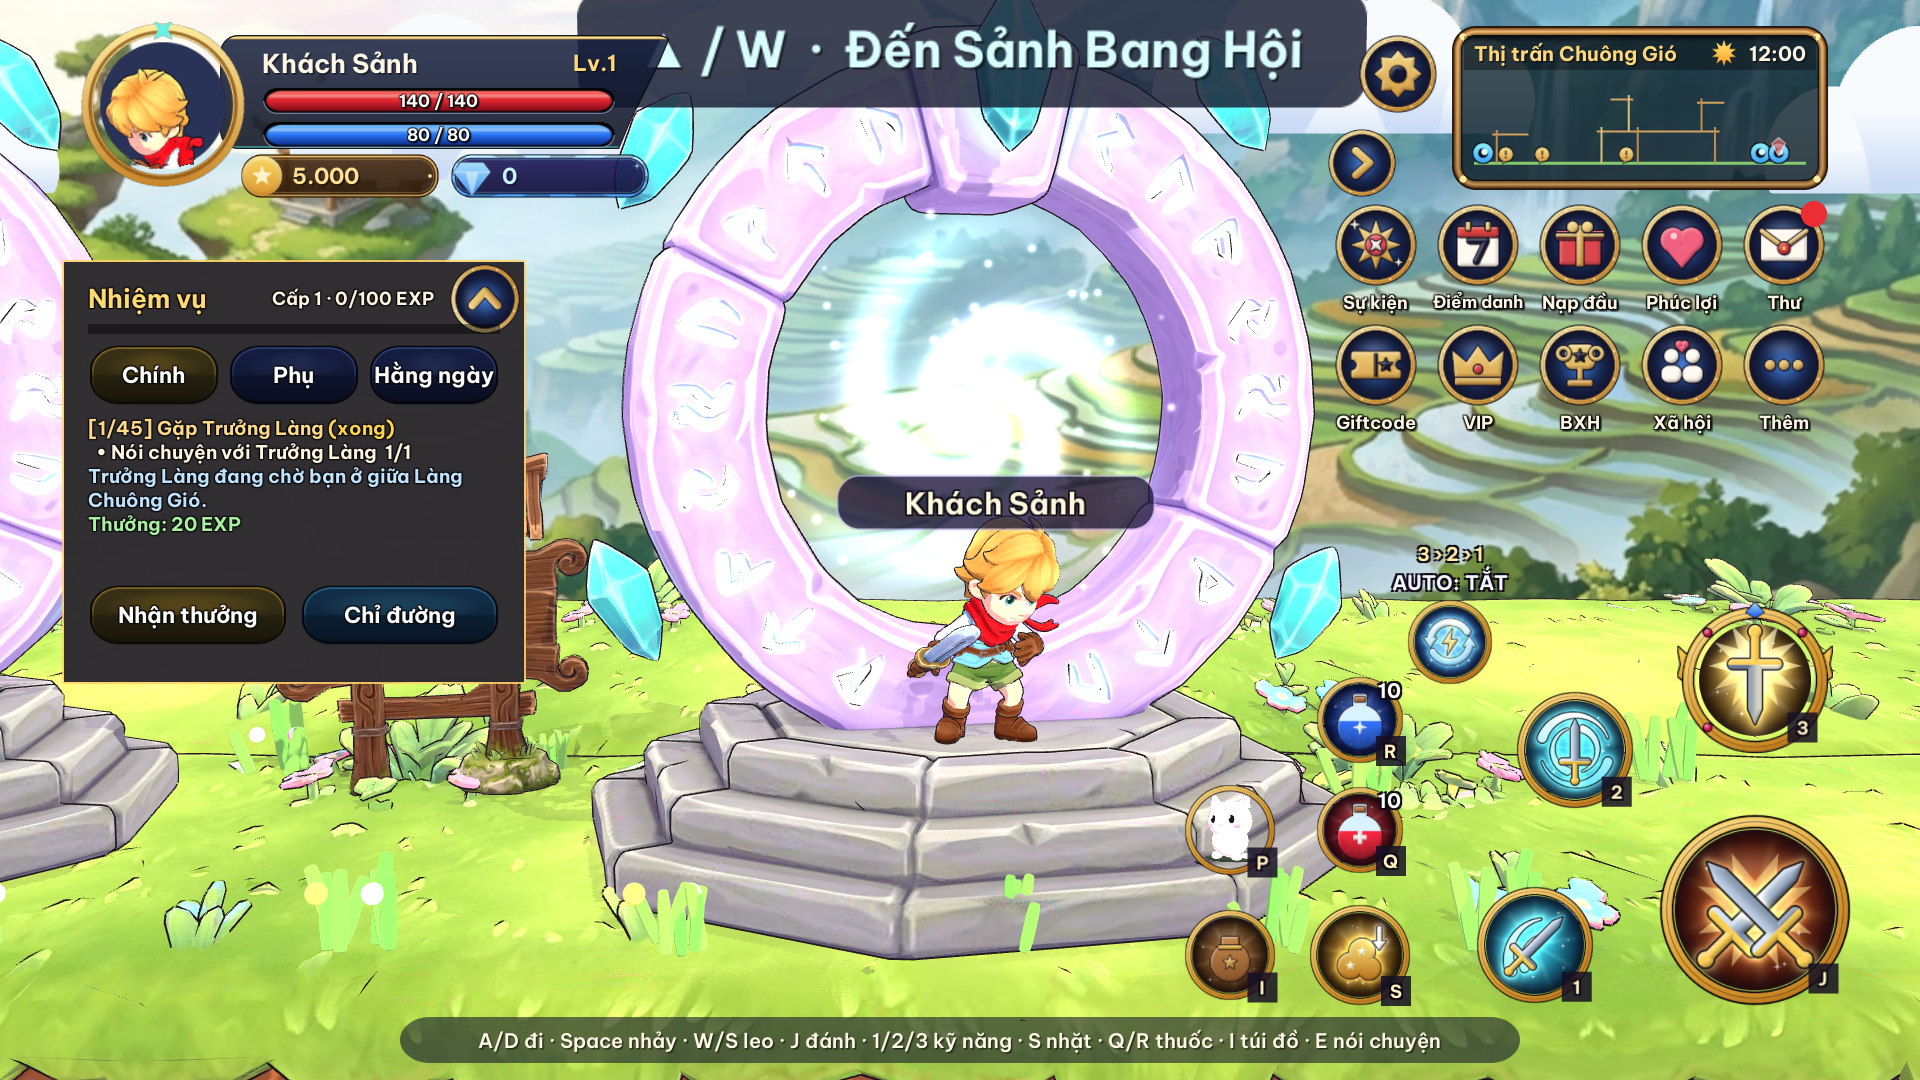 Khách Sảnh
Lv.1
140 / 140
80 / 80
5.000
0
▲ / W · Đến Sảnh Bang Hội
Thị trấn Chuông Gió
12:00
Sự kiện
7
Điểm danh
Nạp đầu
Phúc lợi
Thư
Giftcode
VIP
BXH
Xã hội
Thêm
Nhiệm vụ
Cấp 1 · 0/100 EXP
Chính
Phụ
Hằng ngày
[1/45] Gặp Trưởng Làng (xong)
• Nói chuyện với Trưởng Làng 1/1
Trưởng Làng đang chờ bạn ở giữa Làng
Chuông Gió.
Thưởng: 20 EXP
Nhận thưởng
Chỉ đường
Khách Sảnh
3›2›1
AUTO: TẮT
10
R
10
Q
P
I
S
1
2
3
J
A/D đi · Space nhảy · W/S leo · J đánh · 1/2/3 kỹ năng · S nhặt · Q/R thuốc · I túi đồ · E nói chuyện